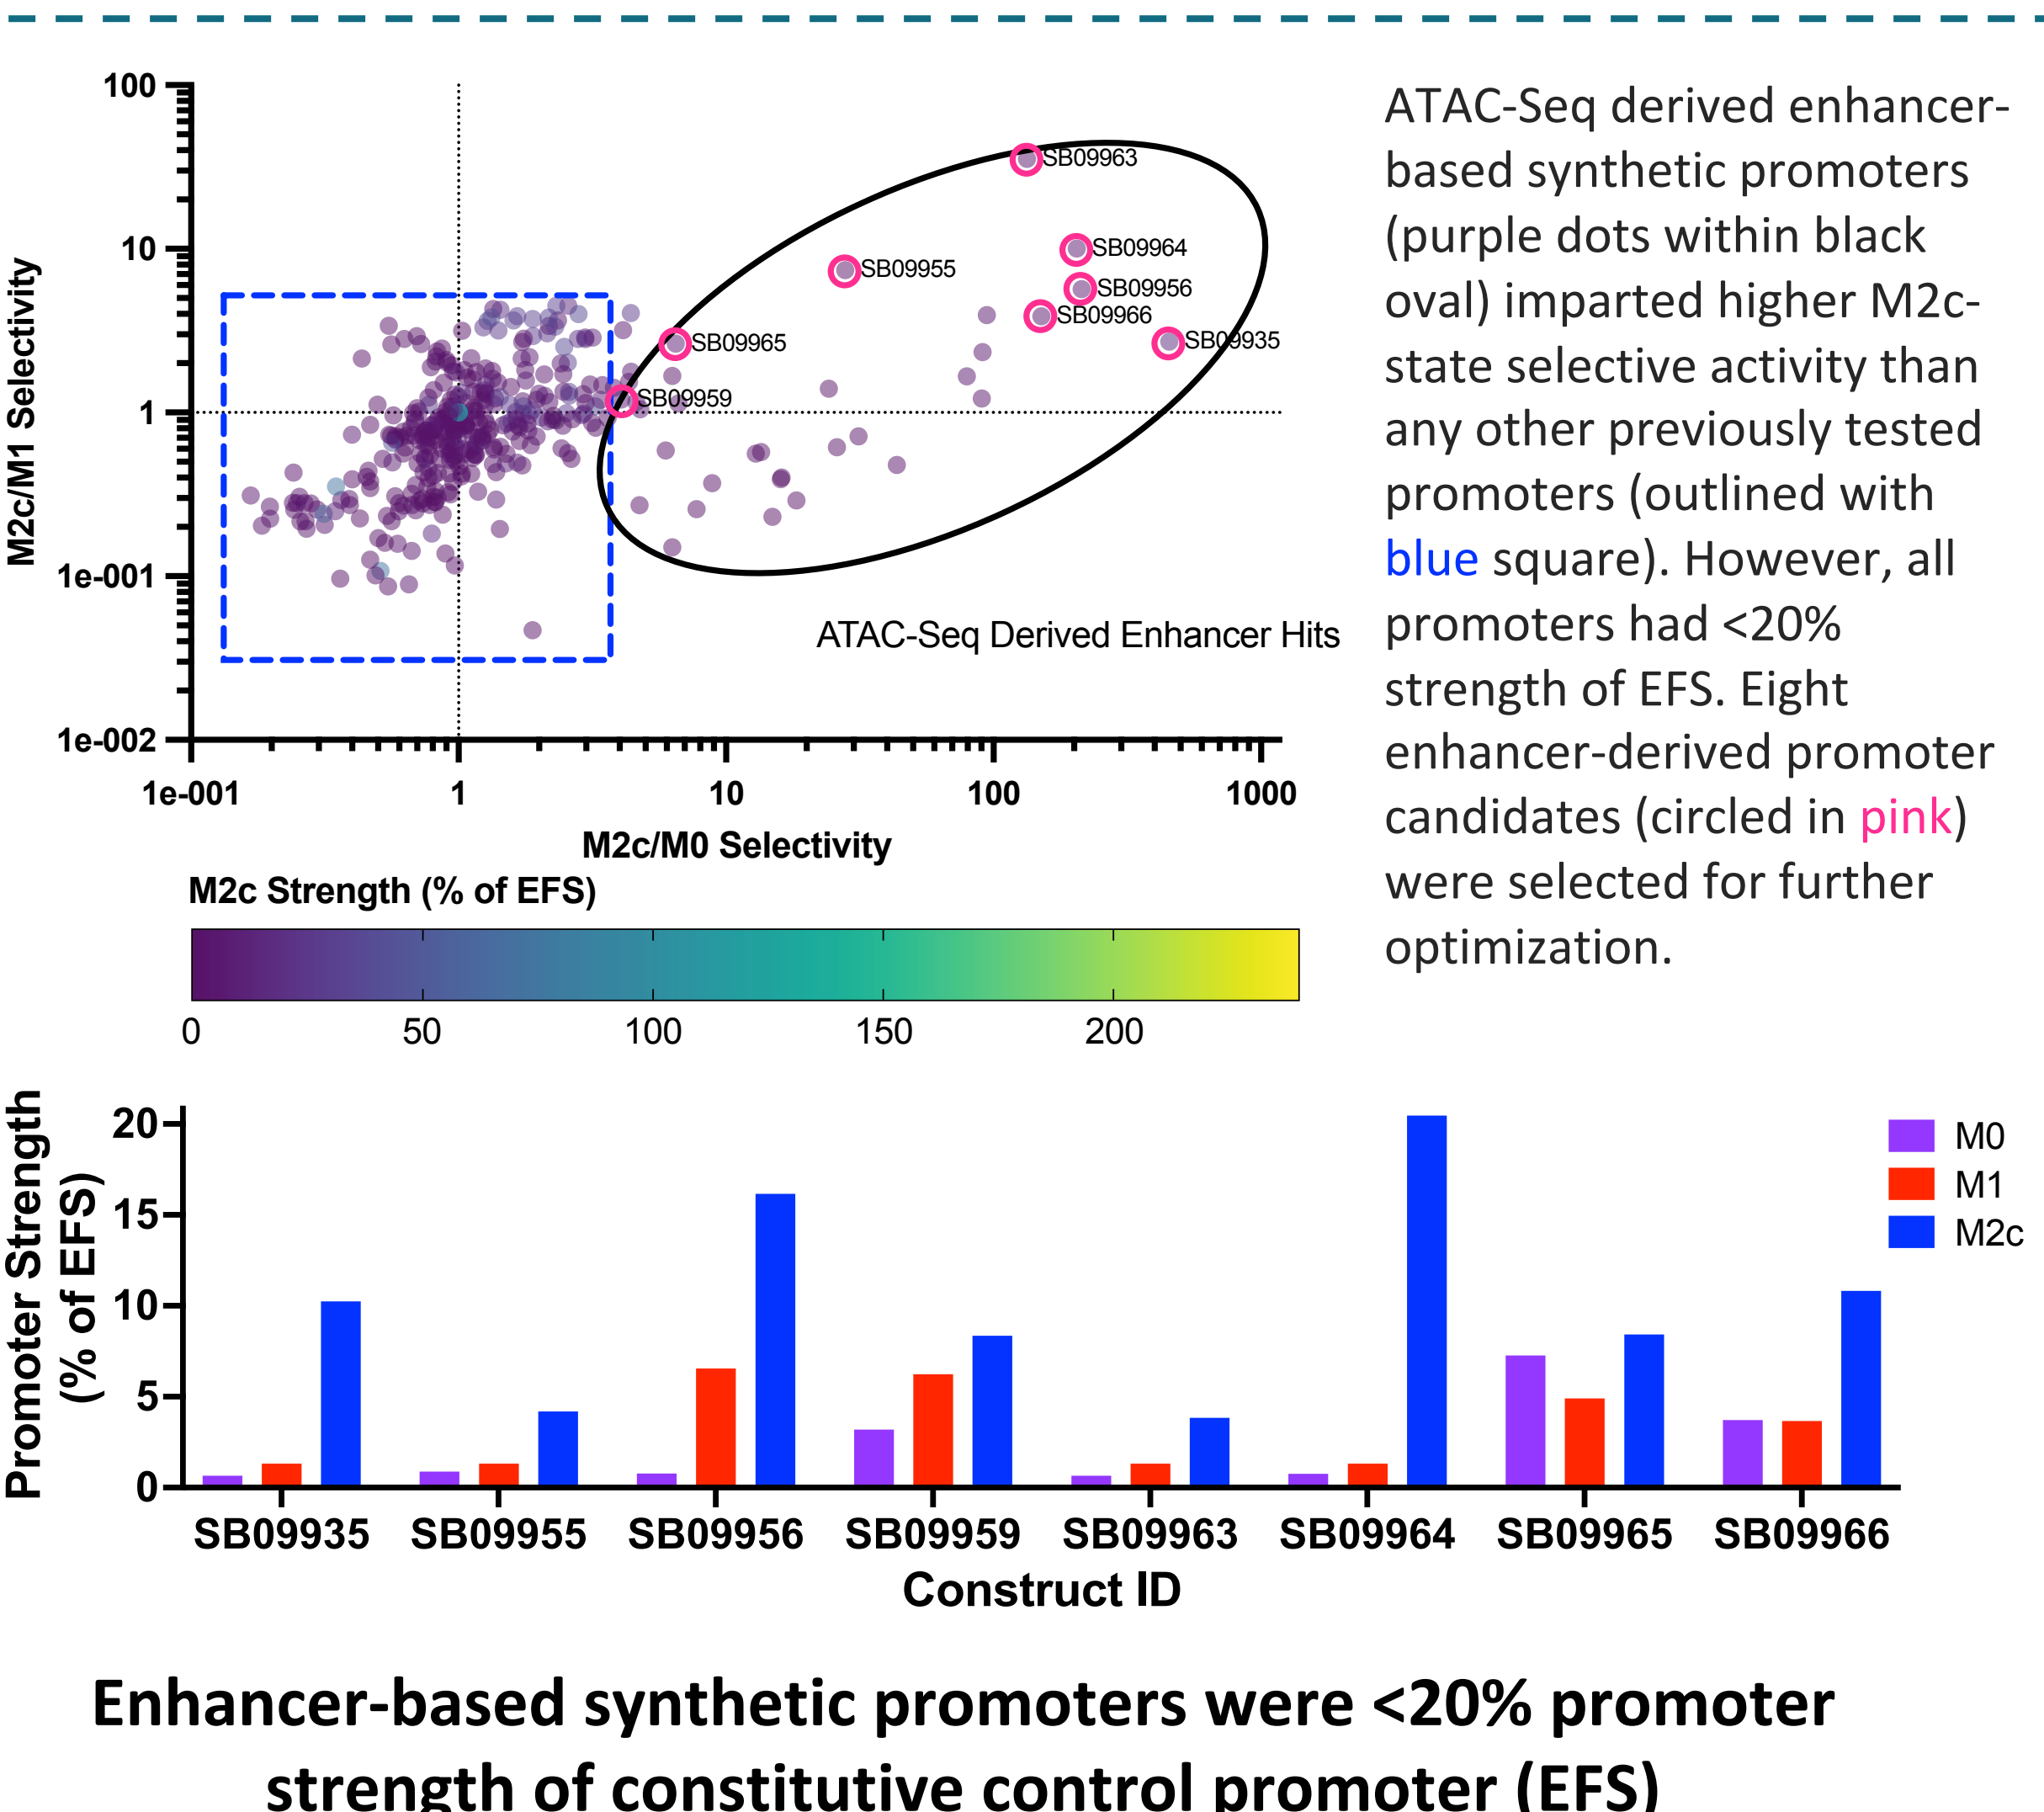 100
10
1
1e-001
1e-002
M2c/M1 Selectivity
SB09963
SB09964
SB09955
SB09956
SB09966
SB09965
SB09935
SB09959
ATAC-Seq Derived Enhancer Hits
1e-001
1
10
100
1000
M2c/M0 Selectivity
ATAC-Seq derived enhancer-
based synthetic promoters
(purple dots within black
oval) imparted higher M2c-
state selective activity than
any other previously tested
promoters (outlined with
blue square). However, all
promoters had <20%
strength of EFS. Eight
enhancer-derived promoter
candidates (circled in pink)
were selected for further
optimization.
M2c Strength (% of EFS)
0
50
100
150
200
Promoter Strength
(% of EFS)
20
15
10
5
0
M0
M1
M2c
SB09935
SB09955
SB09956
SB09959
SB09963
SB09964
SB09965
SB09966
Construct ID
Enhancer-based synthetic promoters were <20% promoter
strength of constitutive control promoter (EFS)